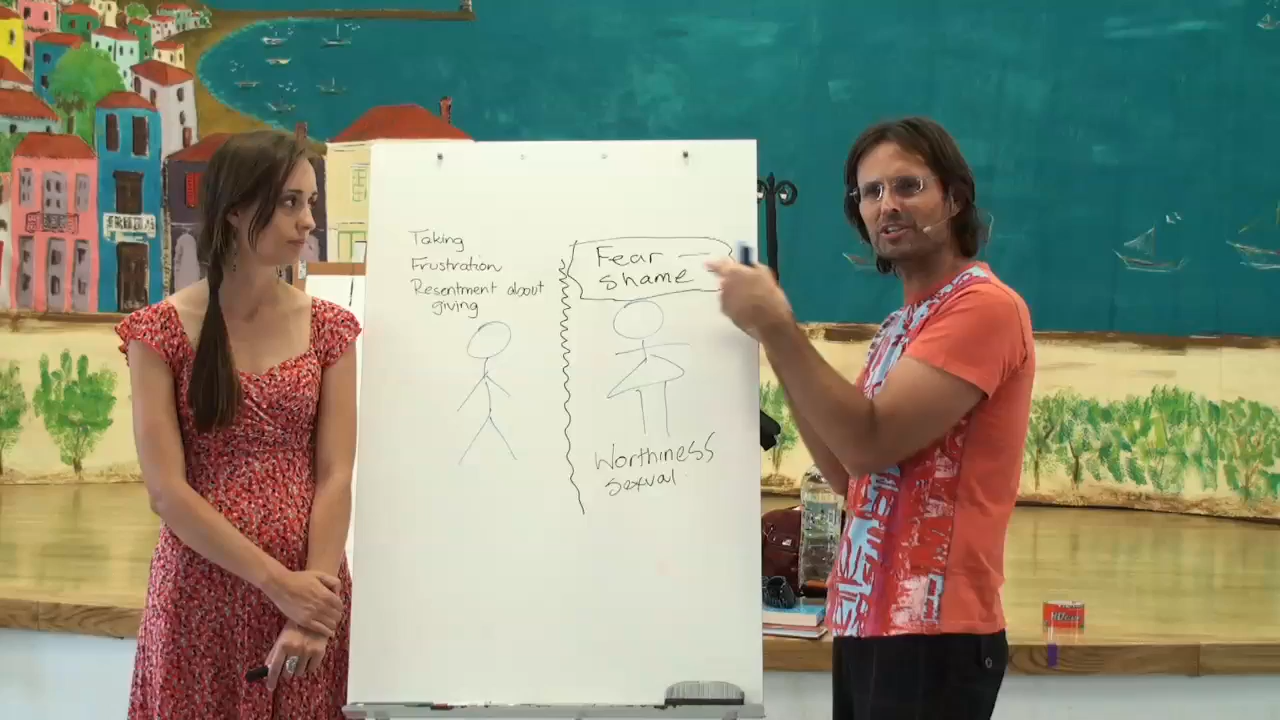 Taking
Frustration
Resentment about
giving
Fear —
shame
Worthiness
sexual